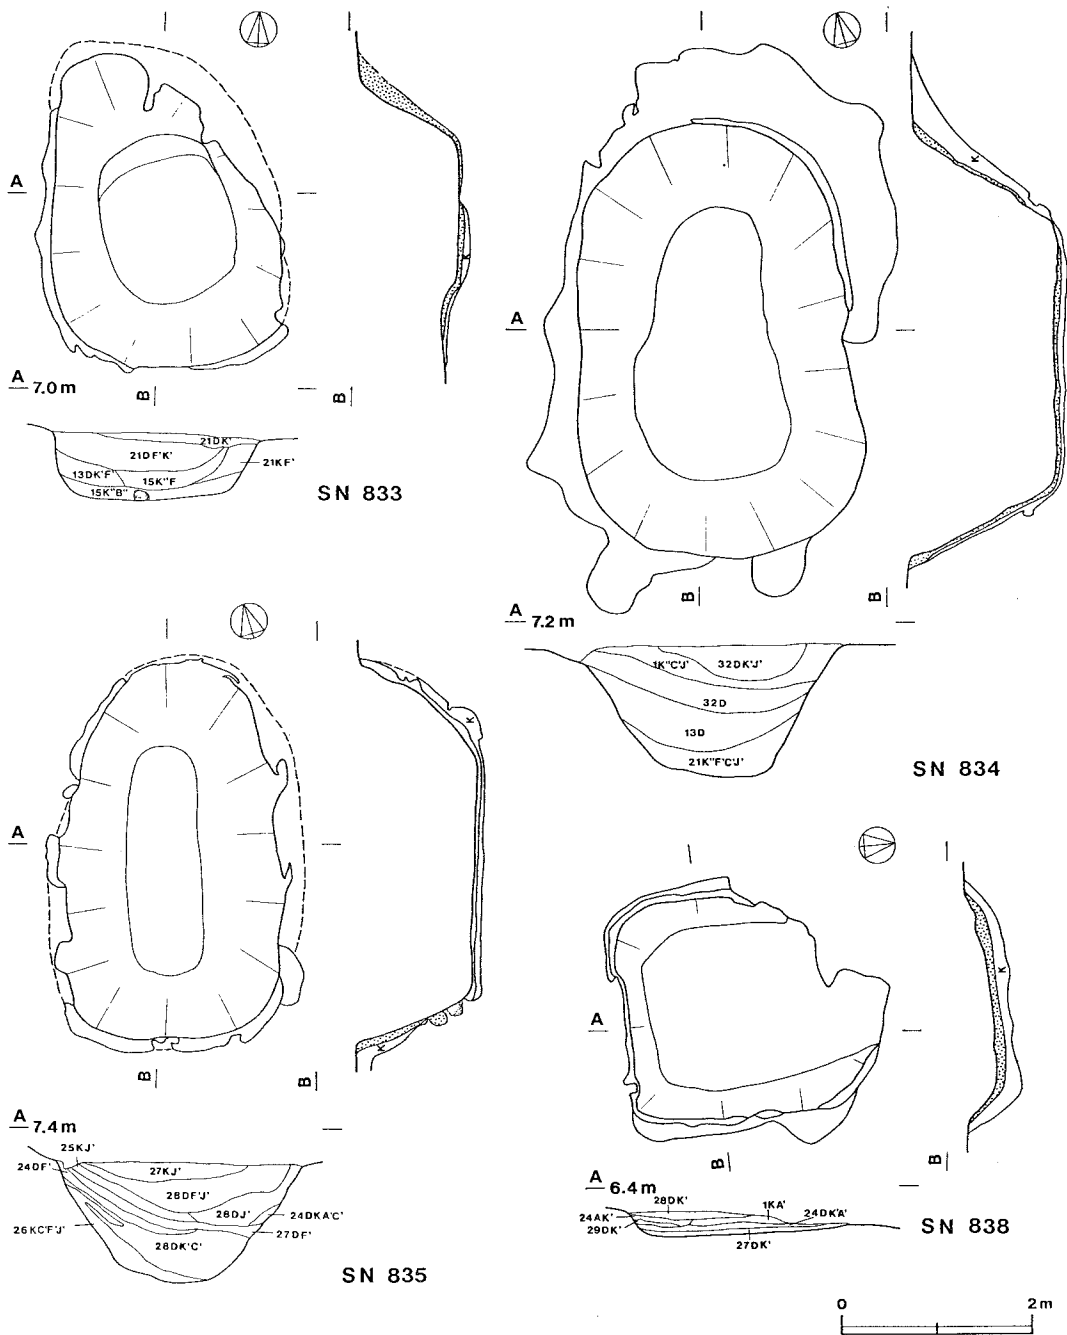 A
K
A 7.0 m
B
B
21DK'
21DF'K'
21KF'
13DK'F'
15K"F
15K"B"
SN 833
K
A
B
B
A 7.2 m
1K"C'J'
32DK'J'
32D
13D
21K"F'C'J'
SN 834
K
A
K
B
B
A 7.4 m
25KJ'
24DF'
27KJ'
28DF'J'
28DJ'
24DKA'C'
26KC'F'J'
27DF'
28DK'C'
SN 835
K
A
B
B
A 6.4 m
28DK'
1KA'
24DK'A'
24AK'
29DK'
27DK'
SN 838
0 2 m